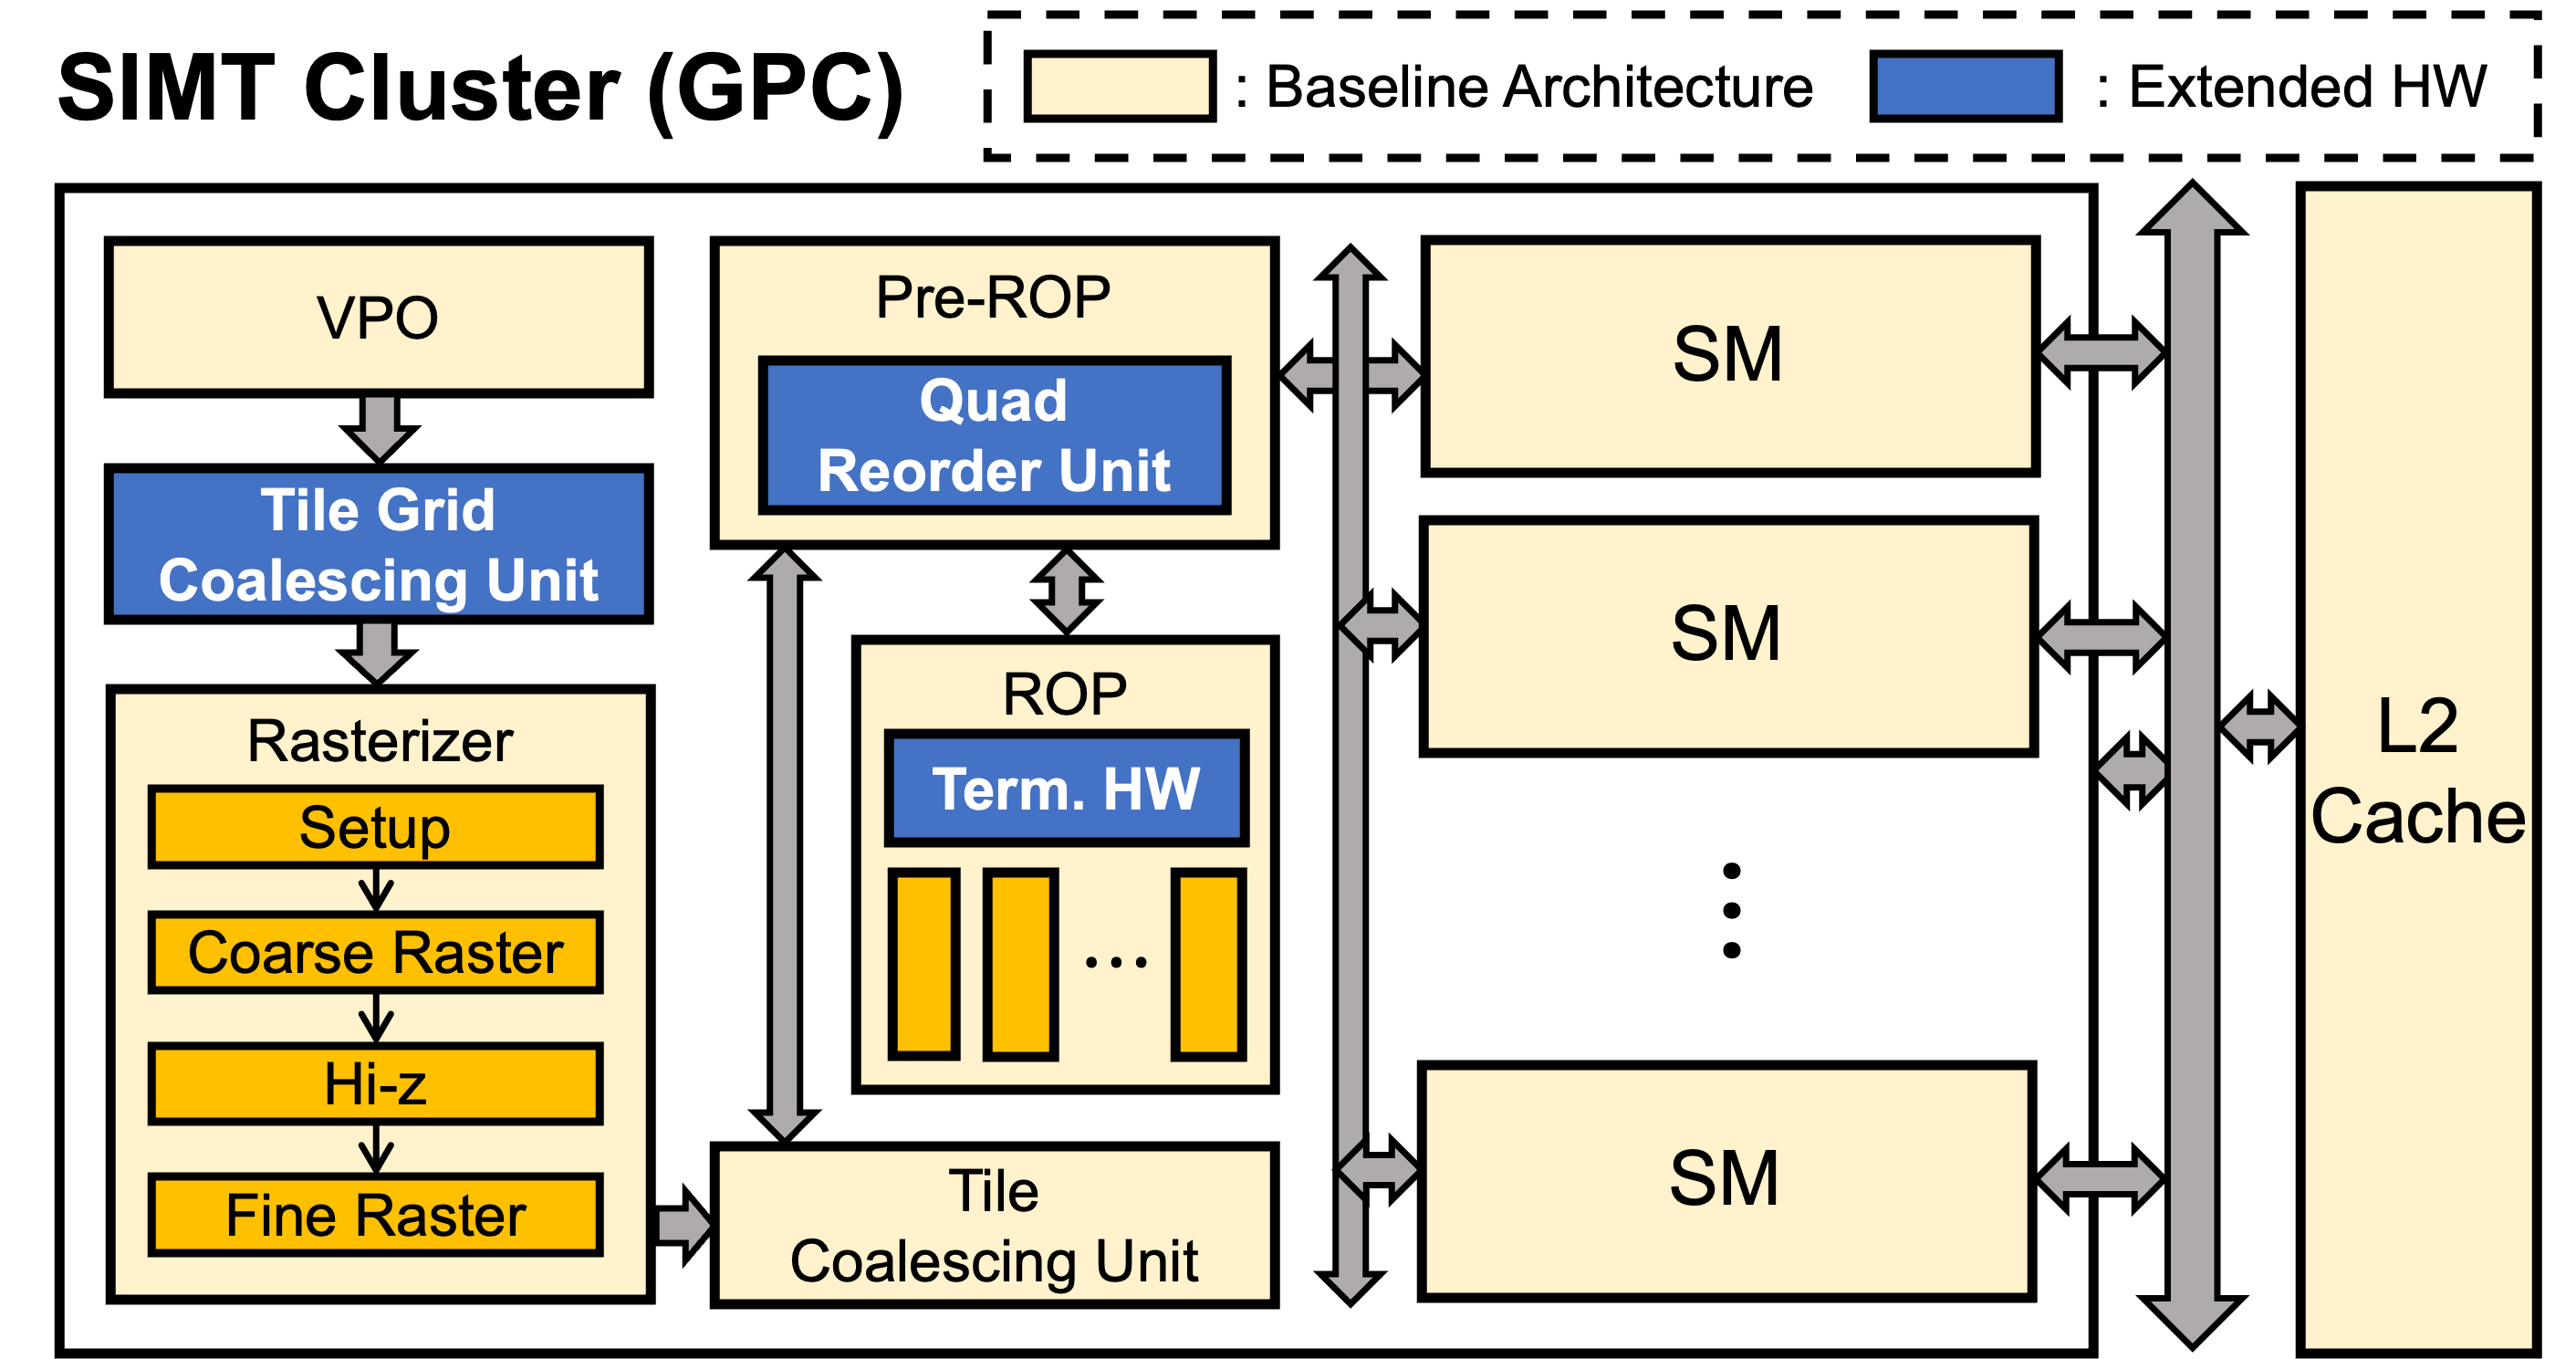 SIMT Cluster (GPC)
: Baseline Architecture
: Extended HW
VPO
Tile Grid
Coalescing Unit
Rasterizer
Setup
Coarse Raster
Hi-z
Fine Raster
Pre-ROP
Quad
Reorder Unit
ROP
Term. HW
...
Tile
Coalescing Unit
SM
SM
SM
L2
Cache